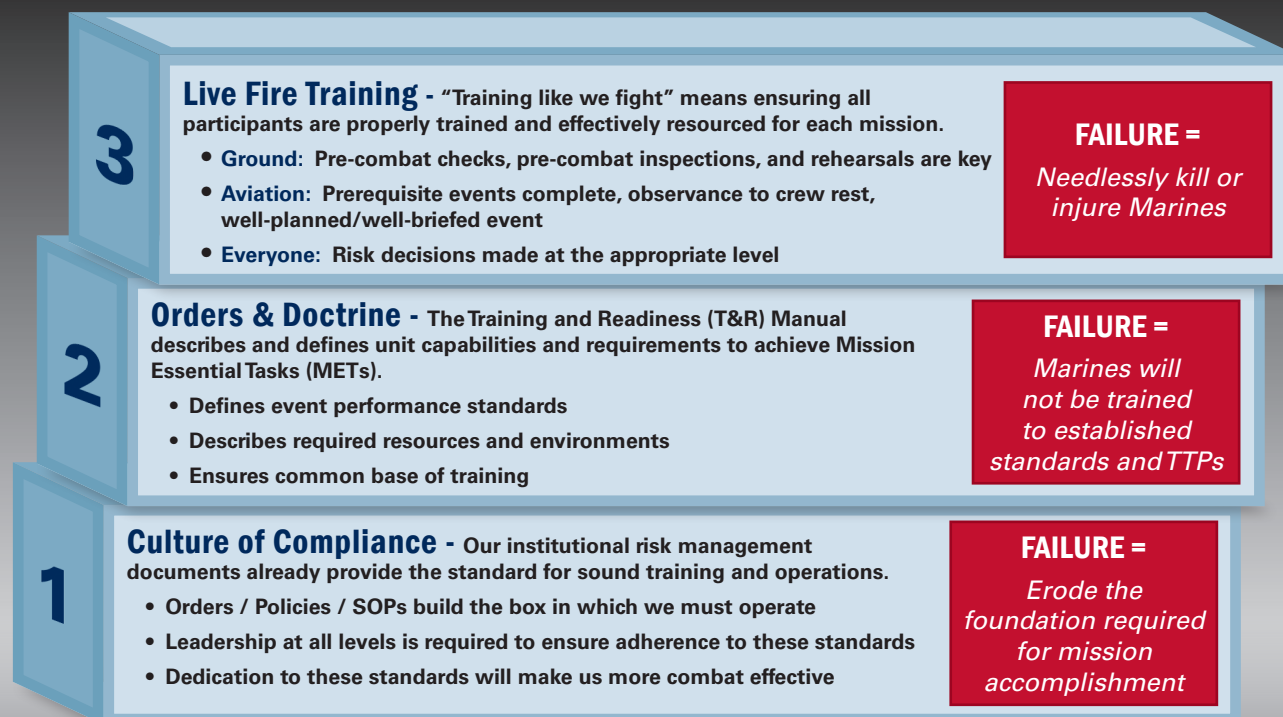 3
Live Fire Training - “Training like we fight” means ensuring all
participants are properly trained and effectively resourced for each mission.
• Ground: Pre-combat checks, pre-combat inspections, and rehearsals are key
• Aviation: Prerequisite events complete, observance to crew rest,
well-planned/well-briefed event
• Everyone: Risk decisions made at the appropriate level
FAILURE =
Needlessly kill or
injure Marines
2
Orders & Doctrine - The Training and Readiness (T&R) Manual
describes and defines unit capabilities and requirements to achieve Mission
Essential Tasks (METs).
• Defines event performance standards
• Describes required resources and environments
• Ensures common base of training
FAILURE =
Marines will
not be trained
to established
standards and TTPs
1
Culture of Compliance - Our institutional risk management
documents already provide the standard for sound training and operations.
• Orders / Policies / SOPs build the box in which we must operate
• Leadership at all levels is required to ensure adherence to these standards
• Dedication to these standards will make us more combat effective
FAILURE =
Erode the
foundation required
for mission
accomplishment